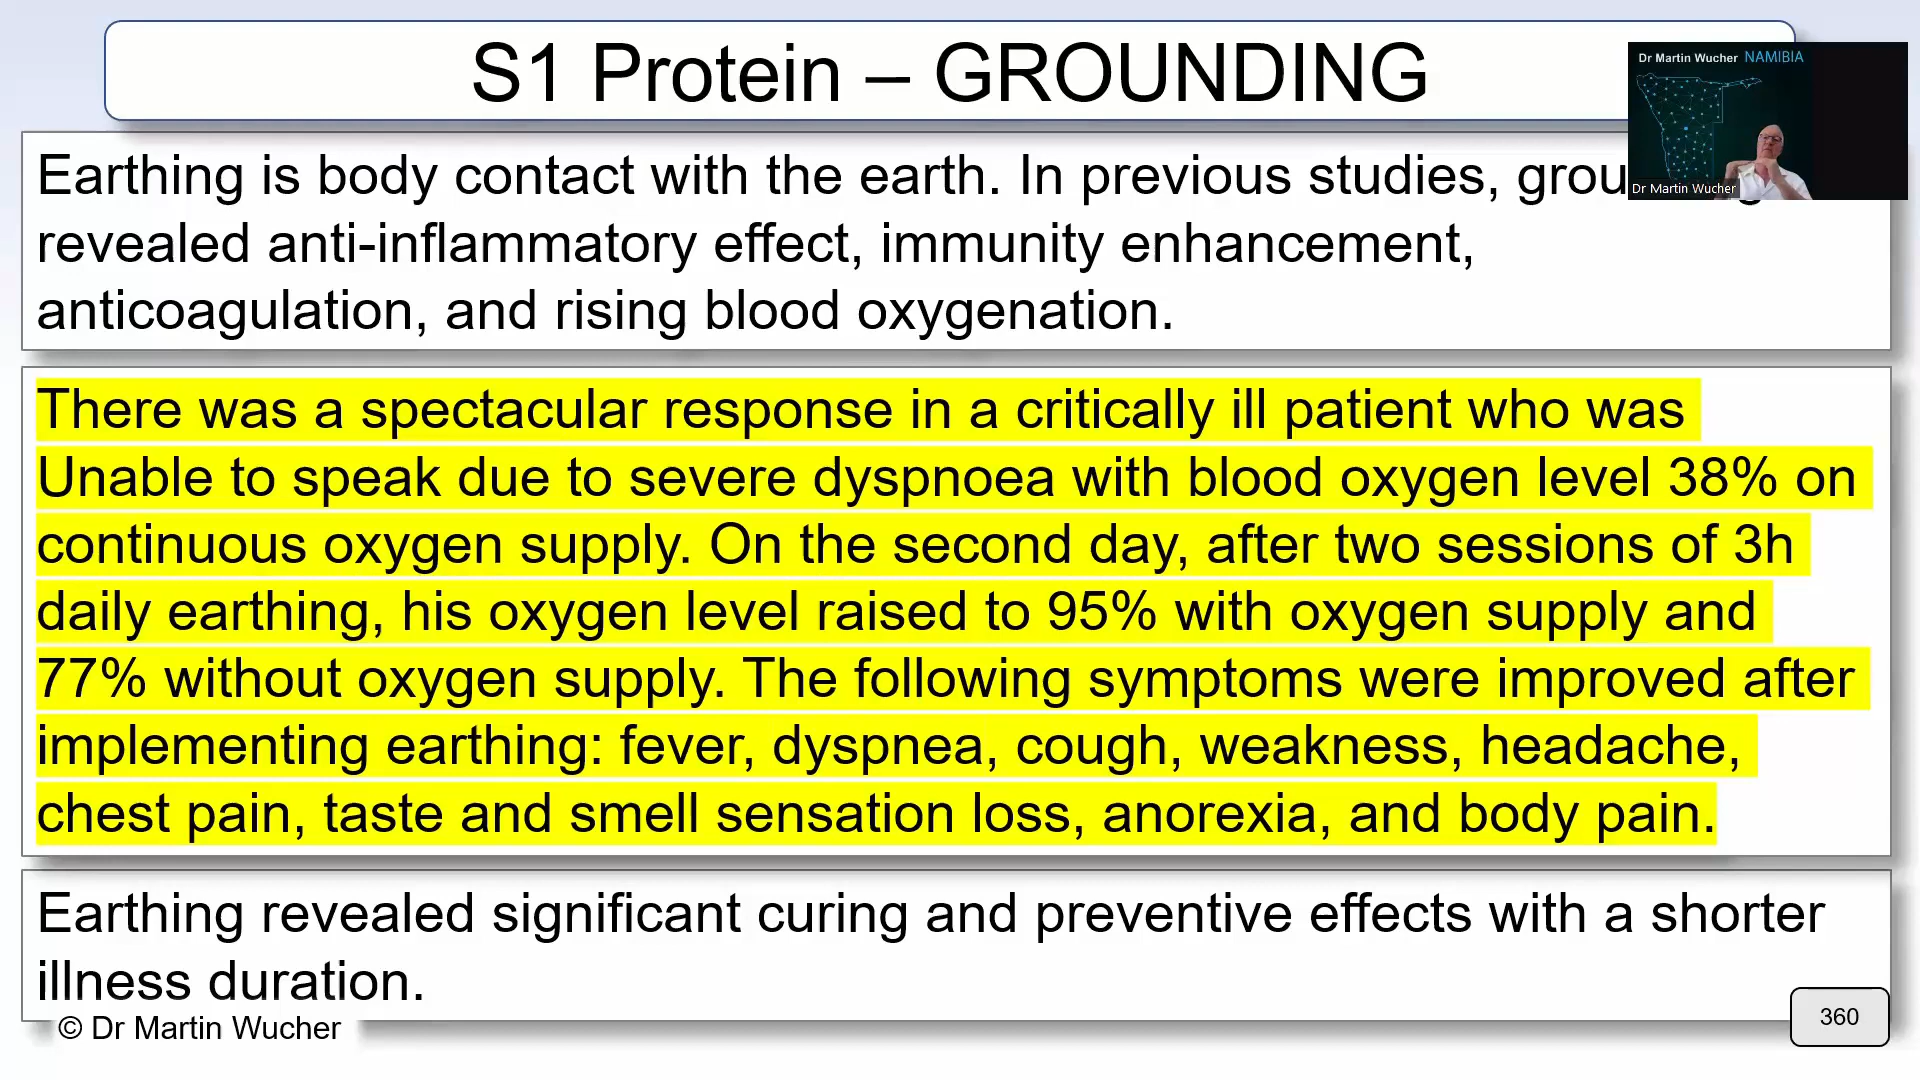 S1 Protein – GROUNDING
Dr Martin Wucher NAMIBIA
Dr Martin Wucher
Earthing is body contact with the earth. In previous studies,
revealed anti-inflammatory effect, immunity enhancement,
anticoagulation, and rising blood oxygenation.
There was a spectacular response in a critically ill patient who was
Unable to speak due to severe dyspnoea with blood oxygen level 38% on
continuous oxygen supply. On the second day, after two sessions of 3h
daily earthing, his oxygen level raised to 95% with oxygen supply and
77% without oxygen supply. The following symptoms were improved after
implementing earthing: fever, dyspnea, cough, weakness, headache,
chest pain, taste and smell sensation loss, anorexia, and body pain.
Earthing revealed significant curing and preventive effects with a shorter
illness duration.
© Dr Martin Wucher
360